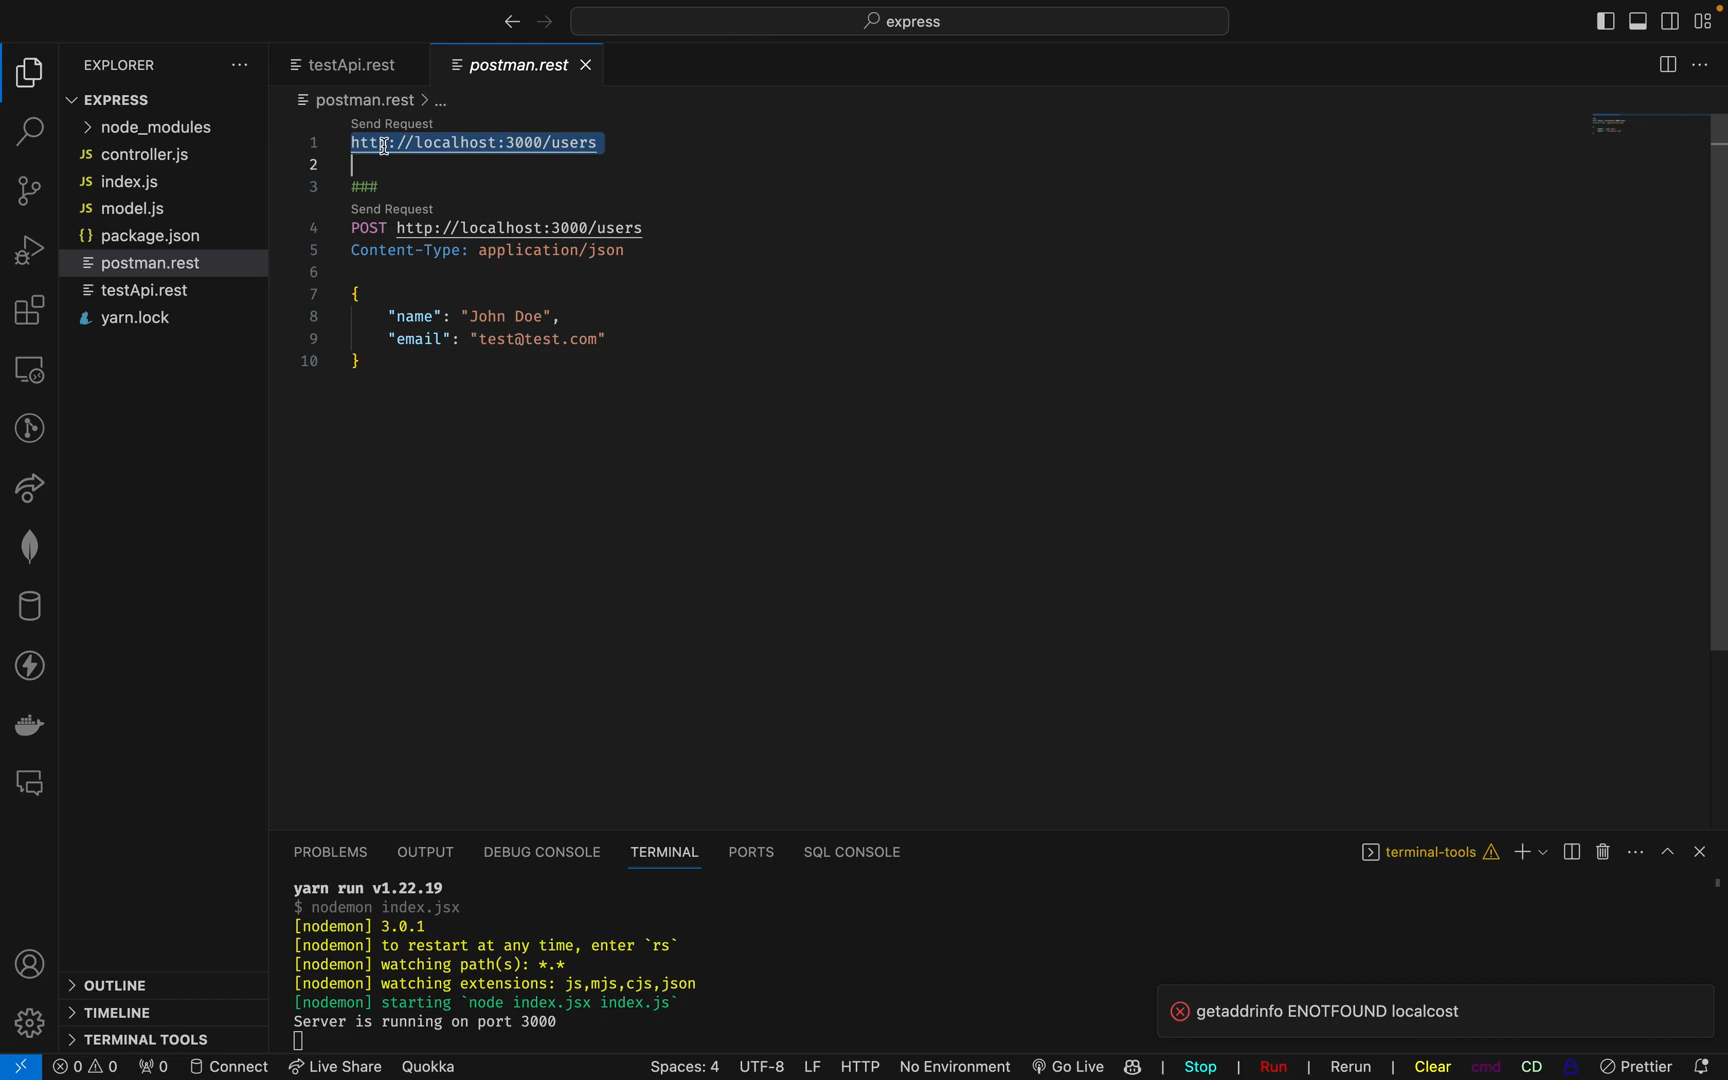 express
EXPLORER
testApi.rest
postman.rest
EXPRESS
postman.rest > ...
node_modules
JS controller.js
JS index.js
JS model.js
{} package.json
postman.rest
testApi.rest
yarn.lock
Send Request
1 http://localhost:3000/users
2
3 ###
Send Request
4 POST http://localhost:3000/users
5 Content-Type: application/json
6
7 {
8 "name": "John Doe",
9 "email": "test@test.com"
10 }
PROBLEMS OUTPUT DEBUG CONSOLE TERMINAL PORTS SQL CONSOLE
terminal-tools
yarn run v1.22.19
$ nodemon index.jsx
[nodemon] 3.0.1
[nodemon] to restart at any time, enter `rs`
[nodemon] watching path(s): *.*
[nodemon] watching extensions: js,mjs,cjs,json
[nodemon] starting `node index.jsx index.js`
Server is running on port 3000
getaddrinfo ENOTFOUND localcost
OUTLINE
TIMELINE
TERMINAL TOOLS
0 0 0 Connect Live Share Quokka Spaces: 4 UTF-8 LF HTTP No Environment Go Live | Stop | Run | Rerun | Clear cmd CD Prettier